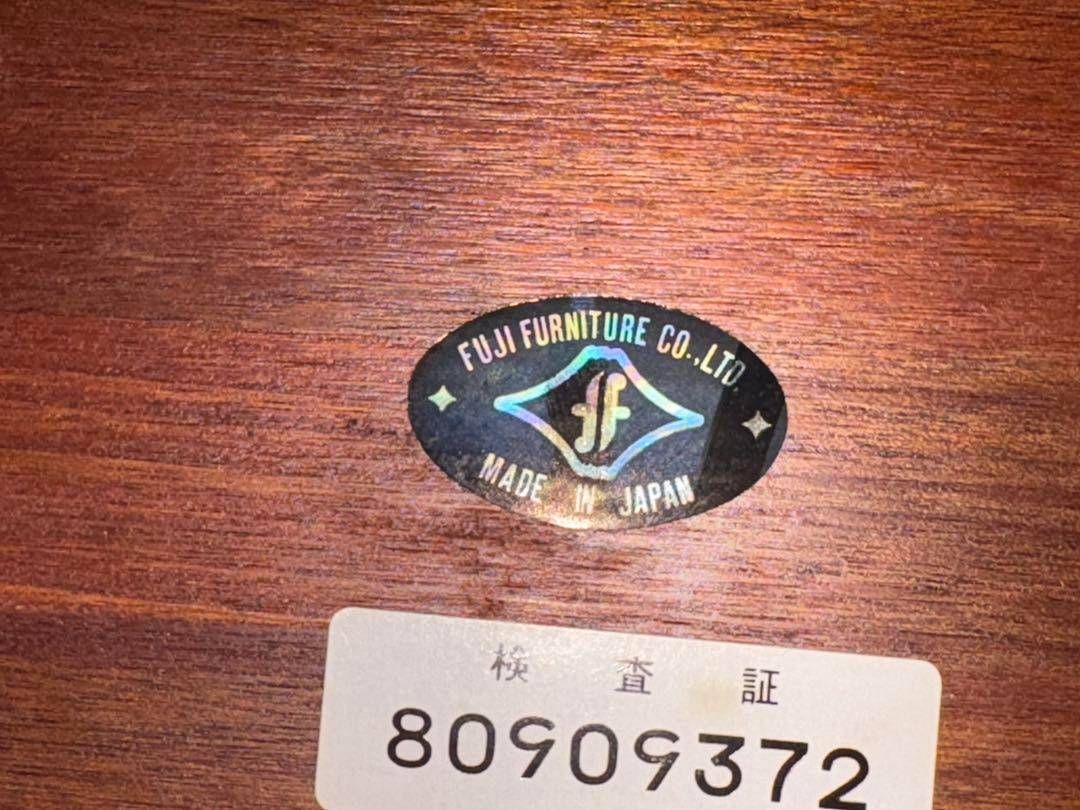 FUJI FURNITURE CO.,LTD.
ff
MADE IN JAPAN
検査証
80909372